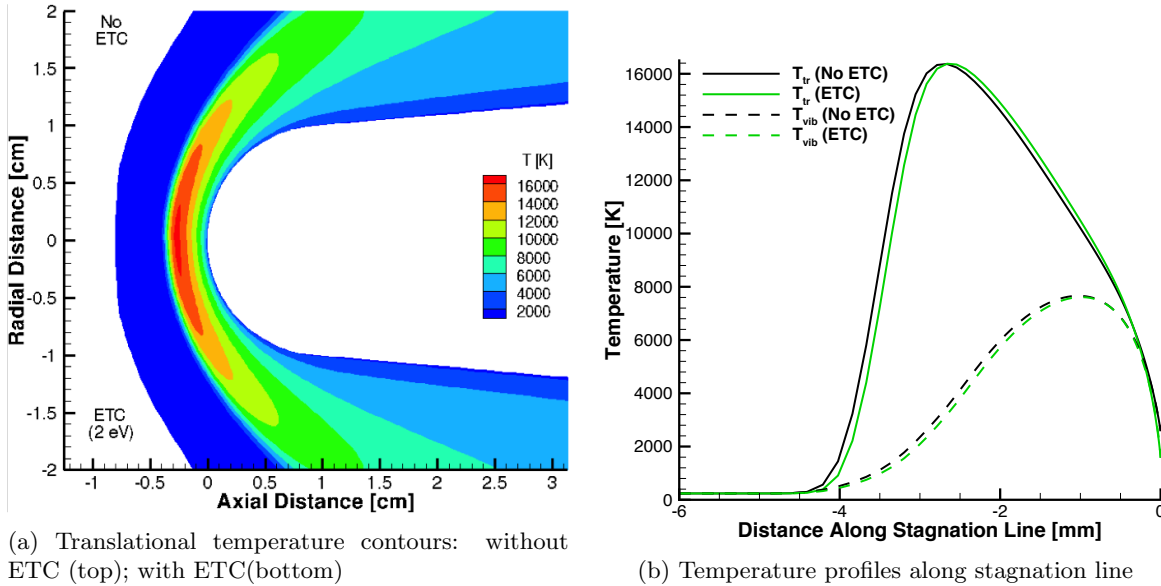 No
ETC
ETC
(2 eV)
Radial Distance [cm]
2
1.5
1
0.5
0
-0.5
-1
-1.5
-2
-1
-0.5
0
0.5
1
1.5
2
2.5
3
Axial Distance [cm]
T [K]
16000
14000
12000
10000
8000
6000
4000
2000
(a) Translational temperature contours: without
ETC (top); with ETC(bottom)
Temperature [K]
16000
14000
12000
10000
8000
6000
4000
2000
0
-6
-4
-2
0
Distance Along Stagnation Line [mm]
Ttr (No ETC)
Ttr (ETC)
Tvib (No ETC)
Tvib (ETC)
(b) Temperature profiles along stagnation line